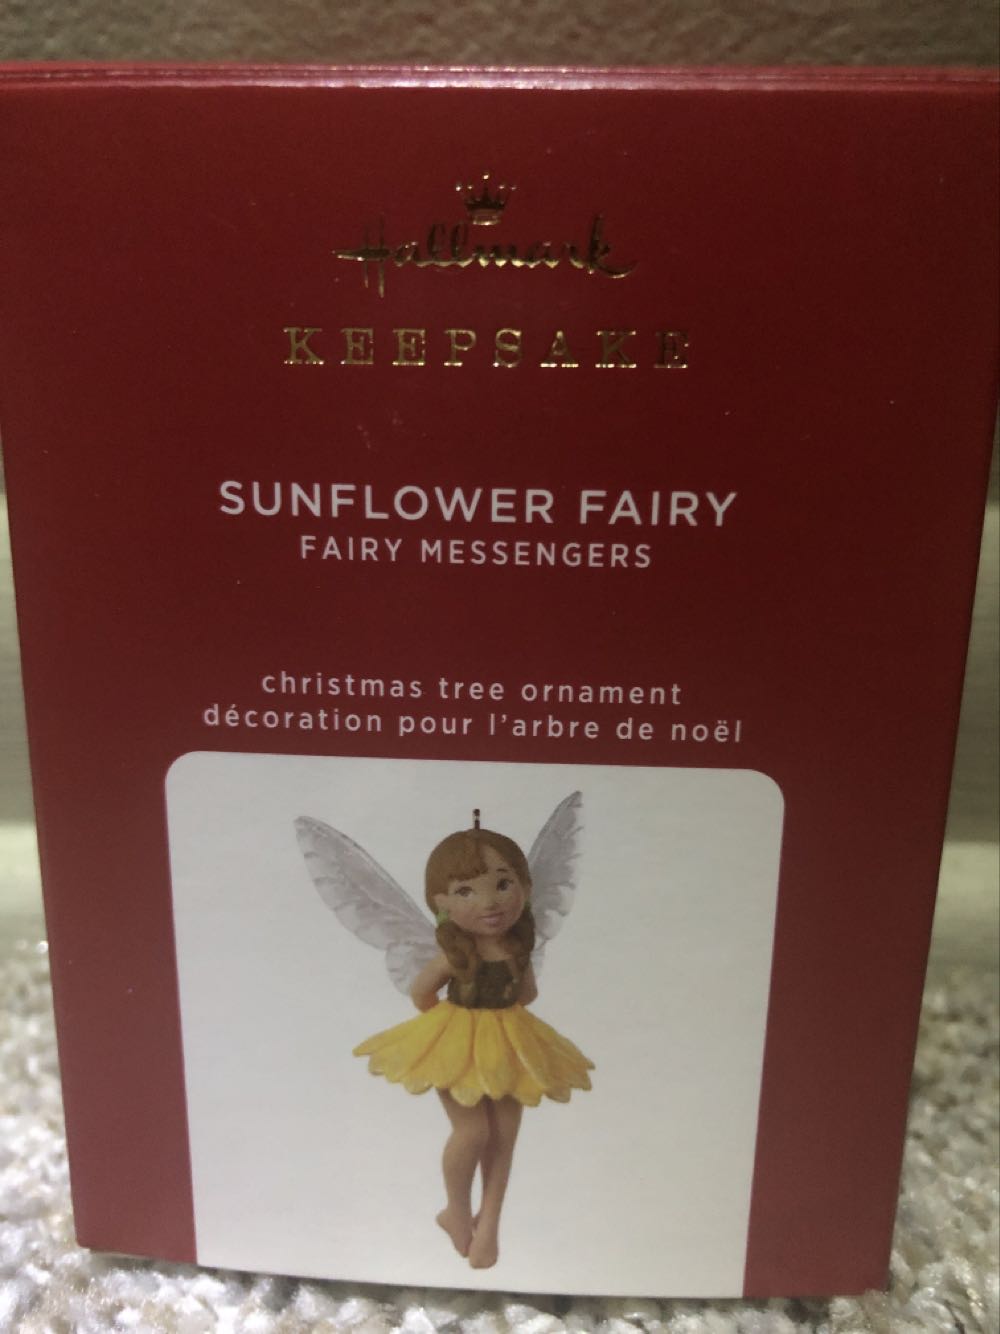 Hallmark
KEEPSAKE
SUNFLOWER FAIRY
FAIRY MESSENGERS
christmas tree ornament
décoration pour l'arbre de noël